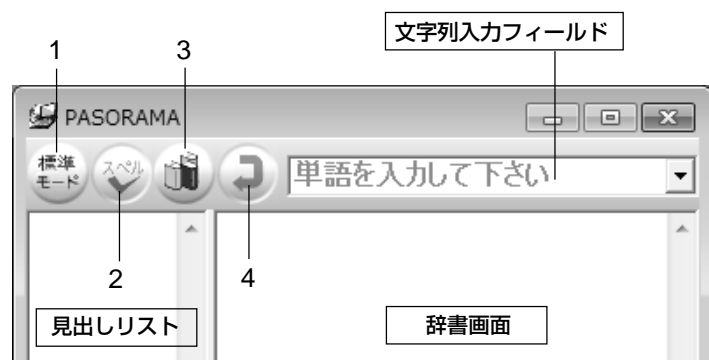 文字列入力フィールド
1
3
PASORAMA
標準
モード
スペル
単語を入力して下さい
2
4
見出しリスト
辞書画面